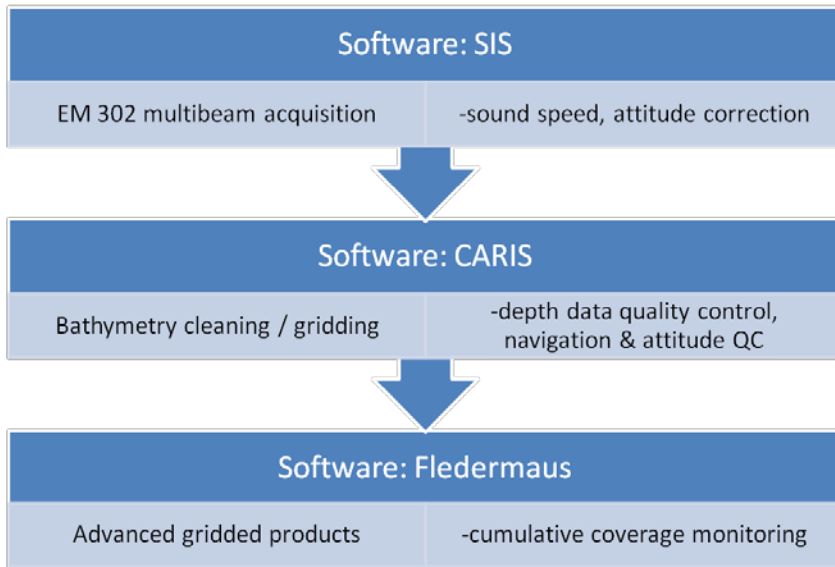 Software: SIS
EM 302 multibeam acquisition
-sound speed, attitude correction
Software: CARIS
Bathymetry cleaning / gridding
-depth data quality control,
navigation & attitude QC
Software: Fledermaus
Advanced gridded products
-cumulative coverage monitoring